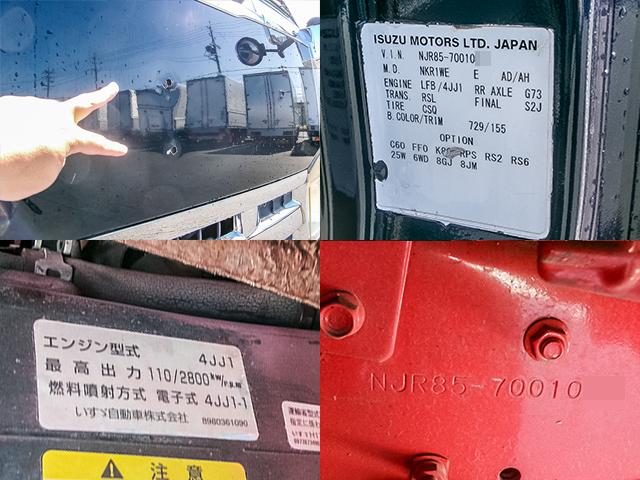 ISUZU MOTORS LTD. JAPAN
V.I.N. NJR85-70010
M.D. NKR1WE E AD/AH
ENGINE LFB/4JJ1 RR AXLE G73
TRANS. RSL FINAL S2J
TIRE CSQ
B.COLOR/TRIM 729/155
OPTION
C60 FFO RPS RS2 RS6
25W 6WD 8GJ 8JM
エンジン型式 4JJ1
最高出力 110/2800 kW/r.p.m
燃料噴射方式 電子式 4JJ1-1
いすゞ自動車株式会社 8980361090
注意
NJR85-70010